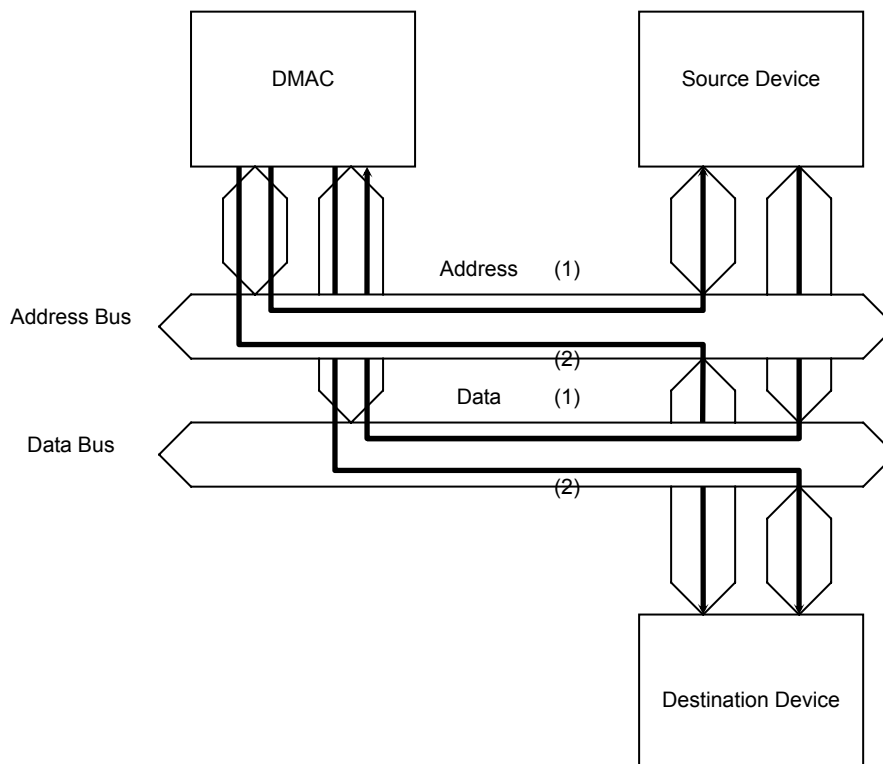 DMAC
Source Device
Address (1)
Address Bus
(2)
Data (1)
Data Bus
(2)
Destination Device